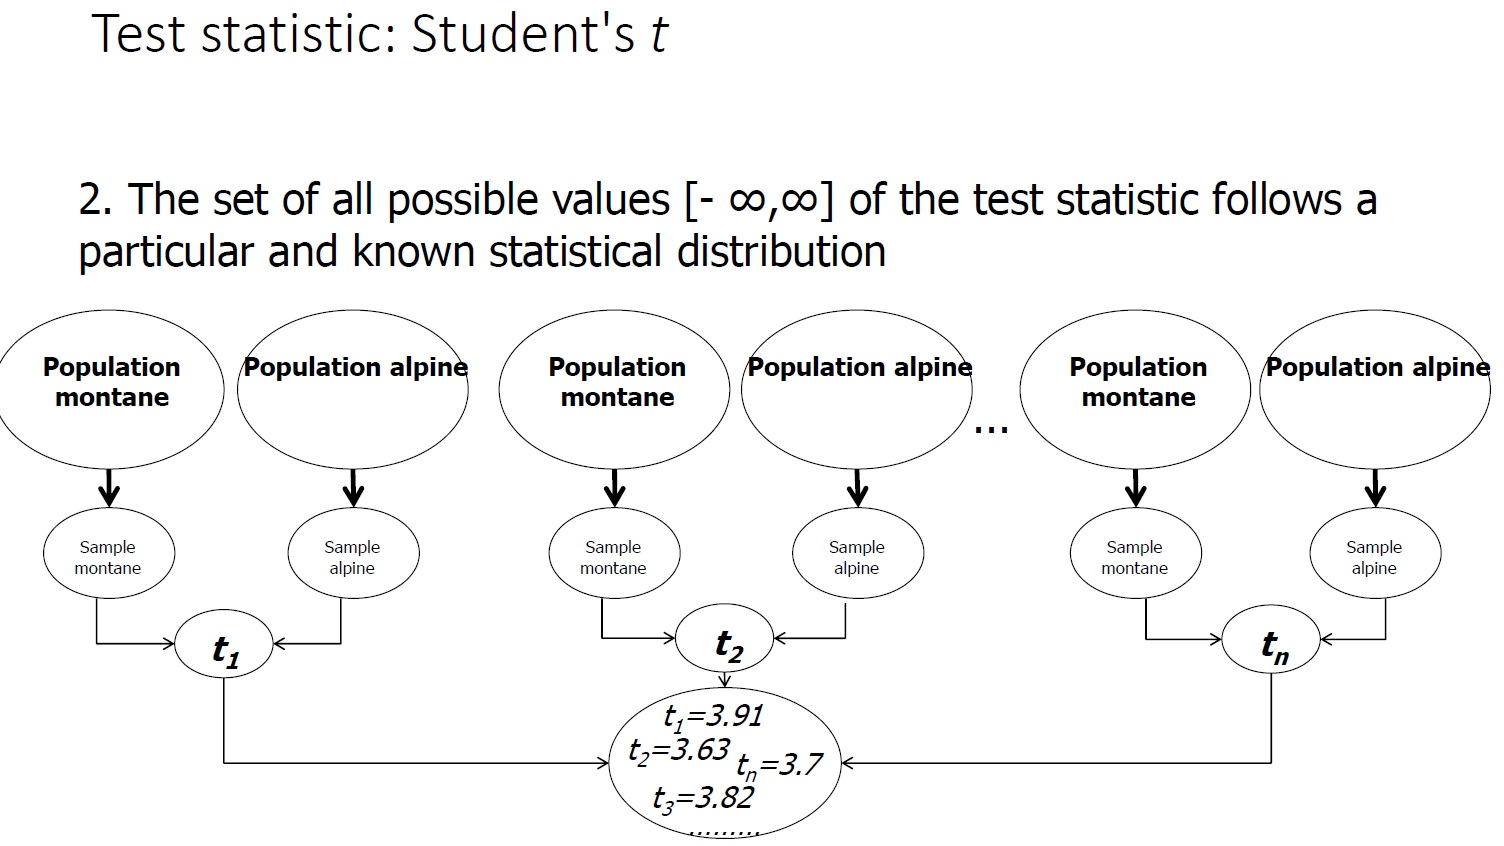 Test statistic: Student's t
2. The set of all possible values [- ∞,∞] of the test statistic follows a
particular and known statistical distribution
Population
montane
Population alpine
Population
montane
Population alpine
...
Population
montane
Population alpine
Sample
montane
Sample
alpine
Sample
montane
Sample
alpine
Sample
montane
Sample
alpine
t1
t2
tn
t1=3.91
t2=3.63
tn=3.7
t3=3.82
.........